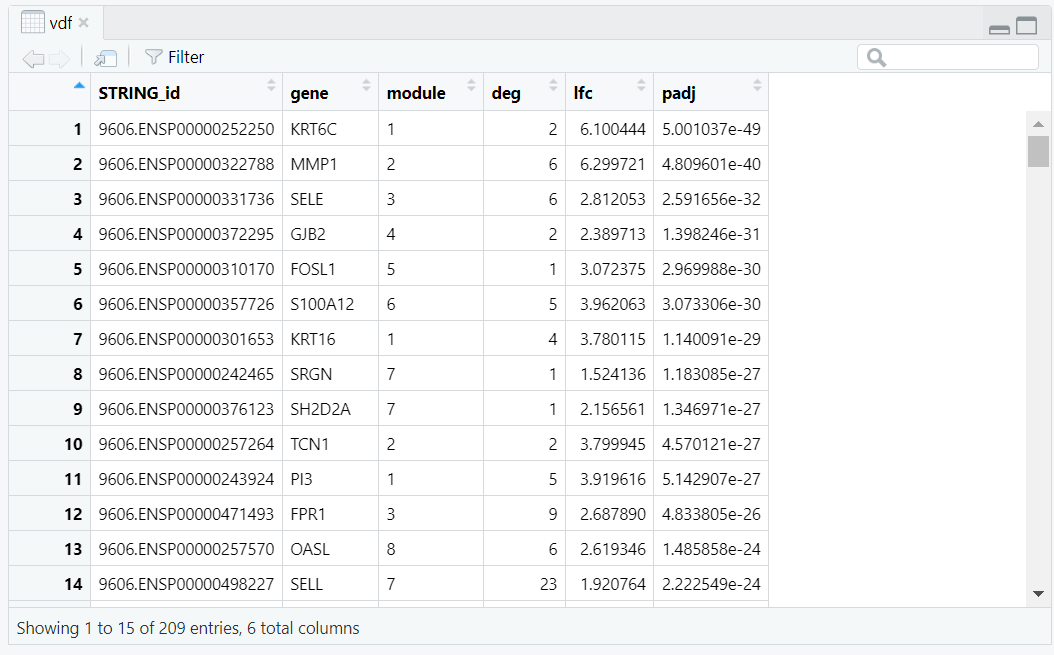 vdf
Filter
STRING_id gene module deg lfc padj
1 9606.ENSP00000252250 KRT6C 1 2 6.100444 5.001037e-49
2 9606.ENSP00000322788 MMP1 2 6 6.299721 4.809601e-40
3 9606.ENSP00000331736 SELE 3 6 2.812053 2.591656e-32
4 9606.ENSP00000372295 GJB2 4 2 2.389713 1.398246e-31
5 9606.ENSP00000310170 FOSL1 5 1 3.072375 2.969988e-30
6 9606.ENSP00000357726 S100A12 6 5 3.962063 3.073306e-30
7 9606.ENSP00000301653 KRT16 1 4 3.780115 1.140091e-29
8 9606.ENSP00000242465 SRGN 7 1 1.524136 1.183085e-27
9 9606.ENSP00000376123 SH2D2A 7 1 2.156561 1.346971e-27
10 9606.ENSP00000257264 TCN1 2 2 3.799945 4.570121e-27
11 9606.ENSP00000243924 PI3 1 5 3.919616 5.142907e-27
12 9606.ENSP00000471493 FPR1 3 9 2.687890 4.833805e-26
13 9606.ENSP00000257570 OASL 8 6 2.619346 1.485858e-24
14 9606.ENSP00000498227 SELL 7 23 1.920764 2.222549e-24
Showing 1 to 15 of 209 entries, 6 total columns